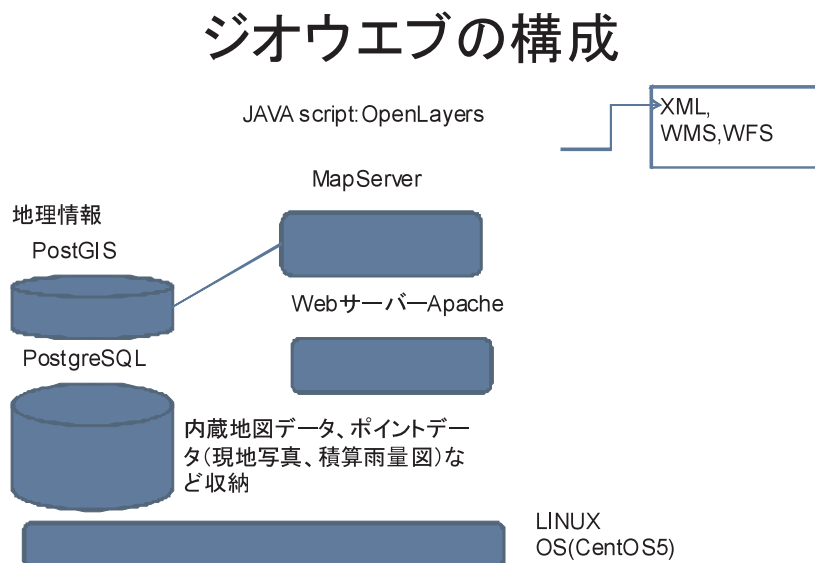 ジオウエブの構成
JAVA script:OpenLayers
XML,
WMS,WFS
MapServer
地理情報
PostGIS
WebサーバーApache
PostgreSQL
内蔵地図データ、ポイントデー
タ(現地写真、積算雨量図)な
ど収納
LINUX
OS(CentOS5)